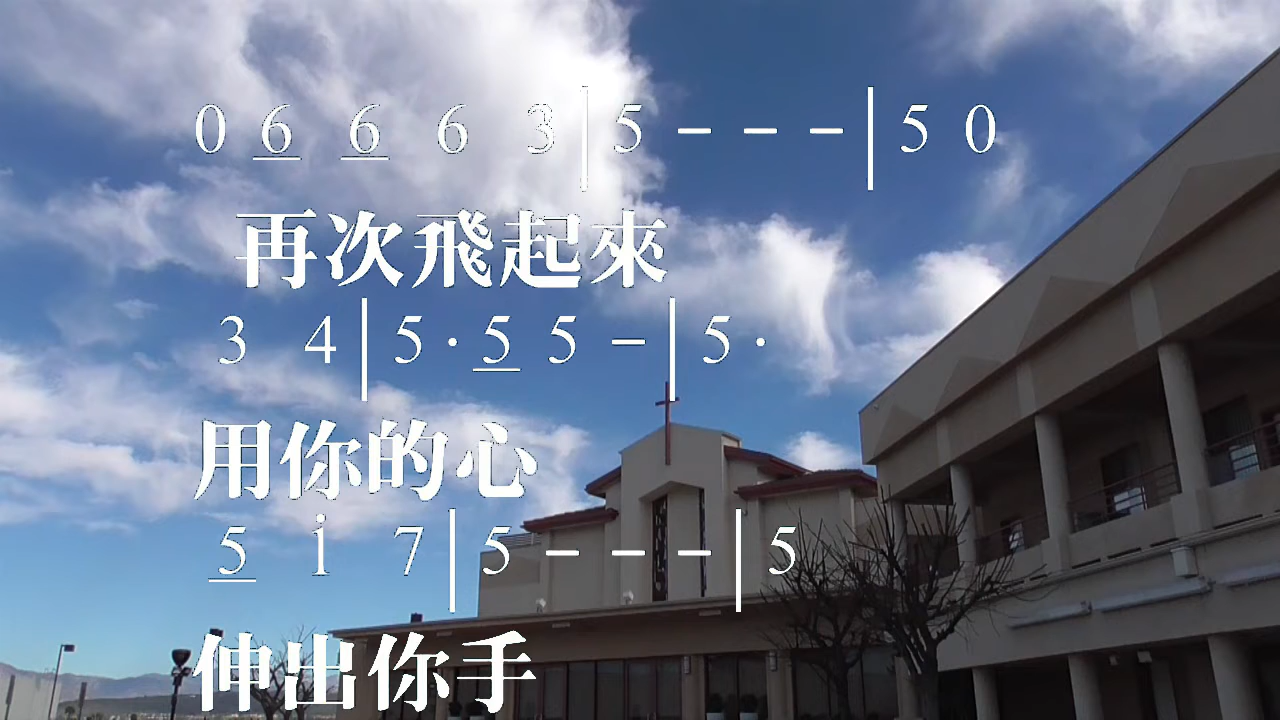 0 6 6 6 3 | 5 - - - | 5 0
再次飛起來
3 4 | 5 · 5 5 - | 5 ·
用你的心
5 i 7 | 5 - - - | 5
伸出你手